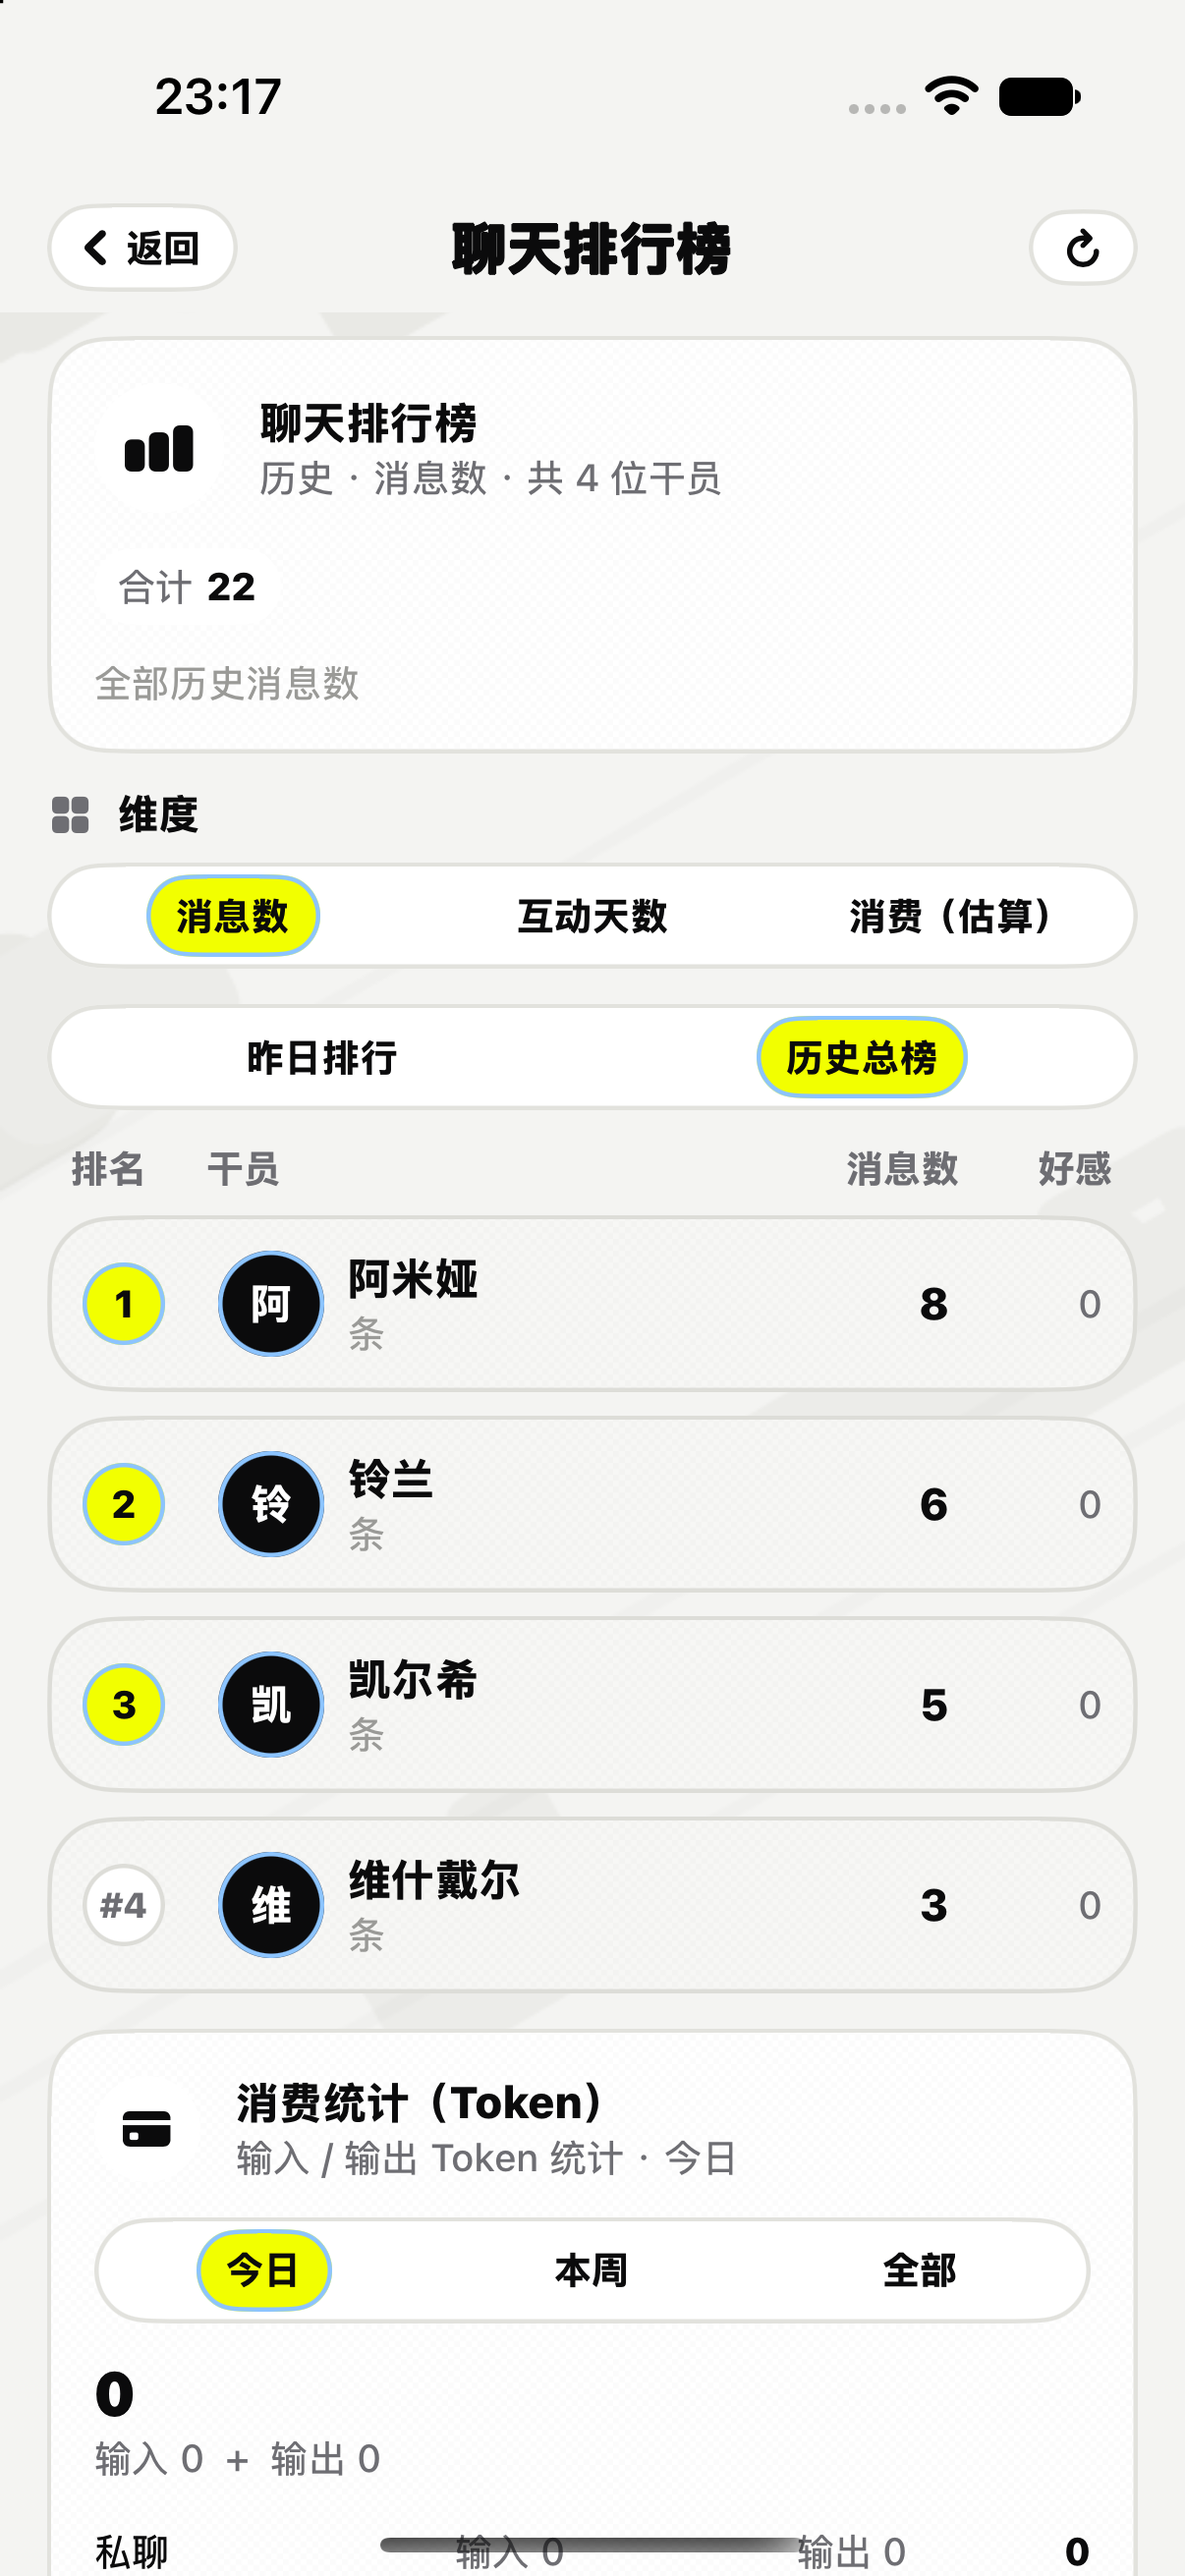 23:17
返回
聊天排行榜
聊天排行榜
历史 · 消息数 · 共 4 位干员
合计 22
全部历史消息数
维度
消息数 互动天数 消费（估算）
昨日排行 历史总榜
排名 干员 消息数 好感
1 阿 阿米娅 8 0
条
2 铃 铃兰 6 0
条
3 凯 凯尔希 5 0
条
#4 维 维什戴尔 3 0
条
消费统计（Token）
输入 / 输出 Token 统计 · 今日
今日 本周 全部
0
输入 0 + 输出 0
私聊 输入 0 输出 0 0